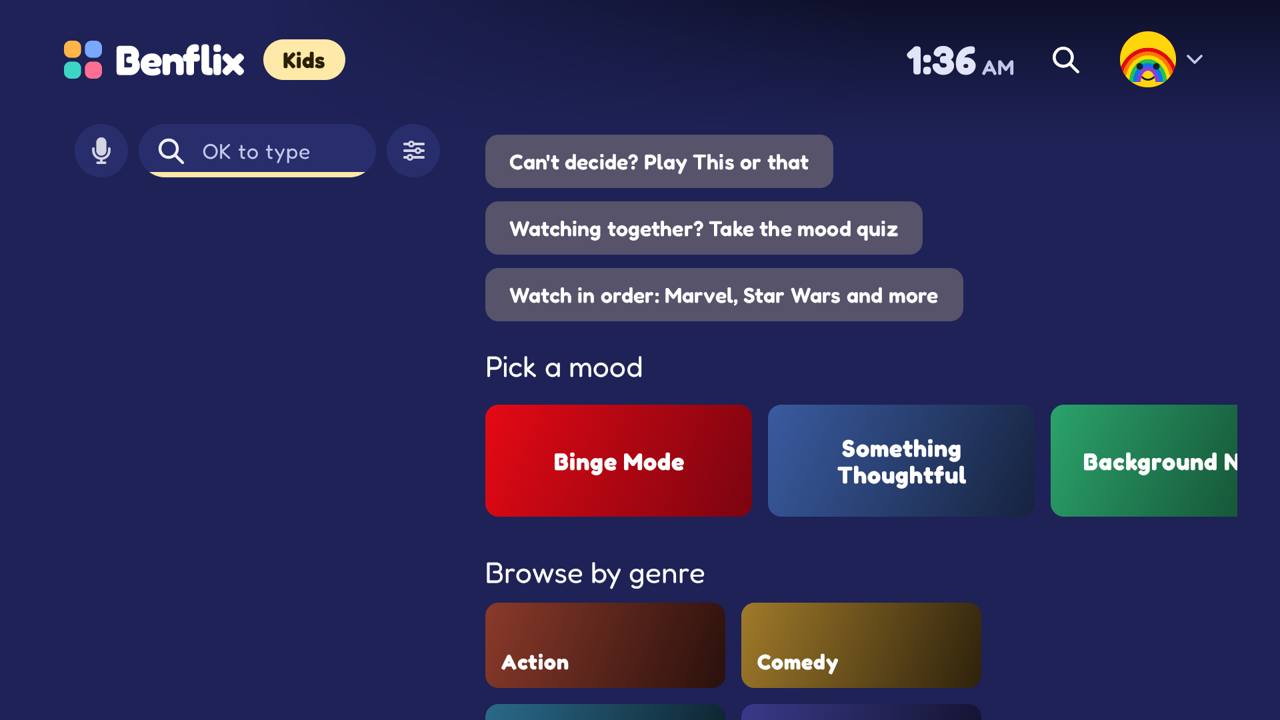 Benflix
Kids
1:36 AM
OK to type
Can't decide? Play This or that
Watching together? Take the mood quiz
Watch in order: Marvel, Star Wars and more
Pick a mood
Binge Mode
Something
Thoughtful
Background N
Browse by genre
Action
Comedy